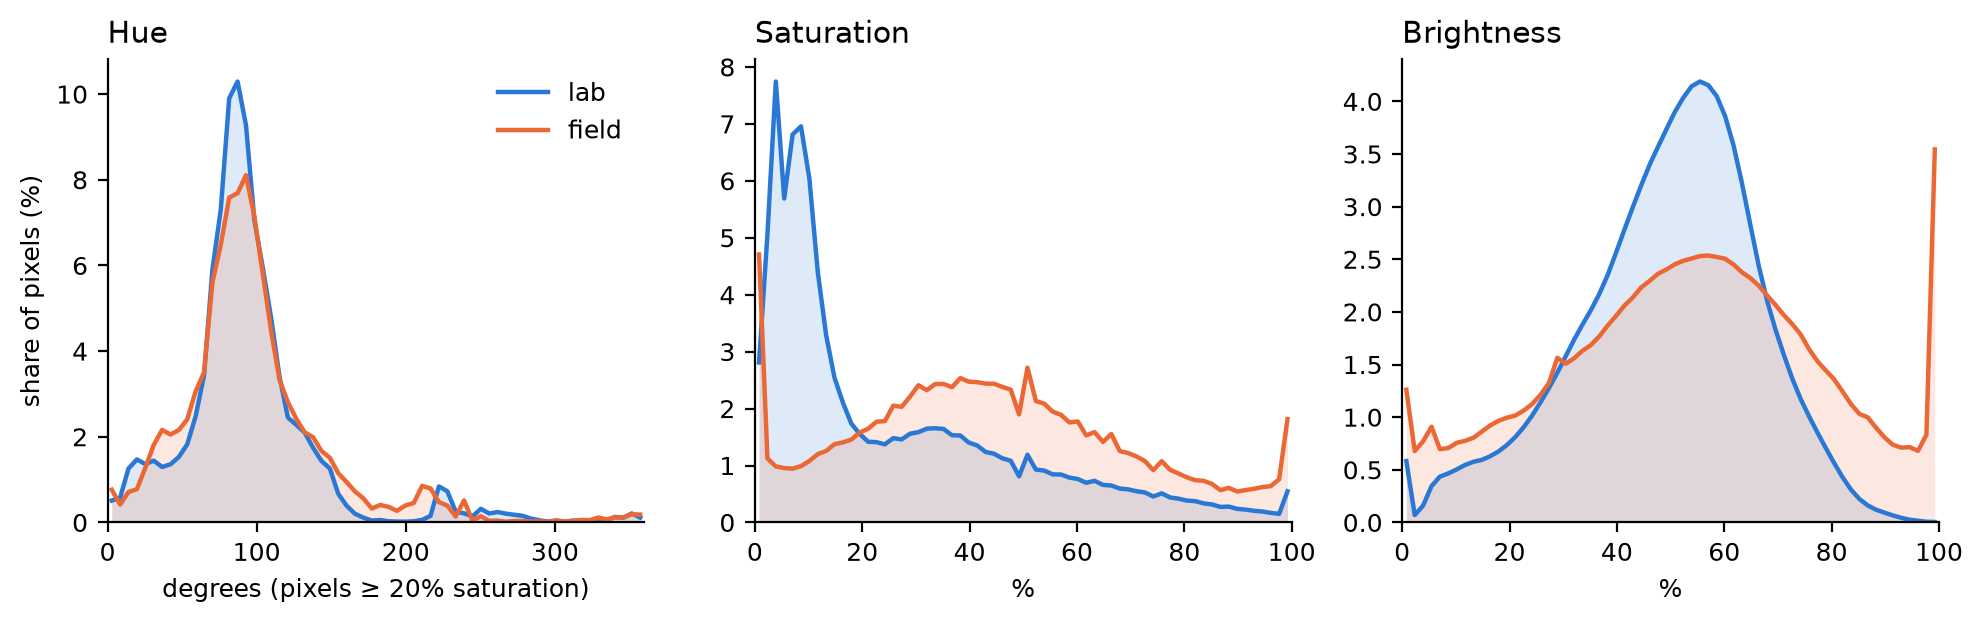 Hue
share of pixels (%)
10
8
6
4
2
0
0 100 200 300
degrees (pixels ≥ 20% saturation)
lab
field
Saturation
8
7
6
5
4
3
2
1
0
0 20 40 60 80 100
%
Brightness
4.0
3.5
3.0
2.5
2.0
1.5
1.0
0.5
0.0
0 20 40 60 80 100
%